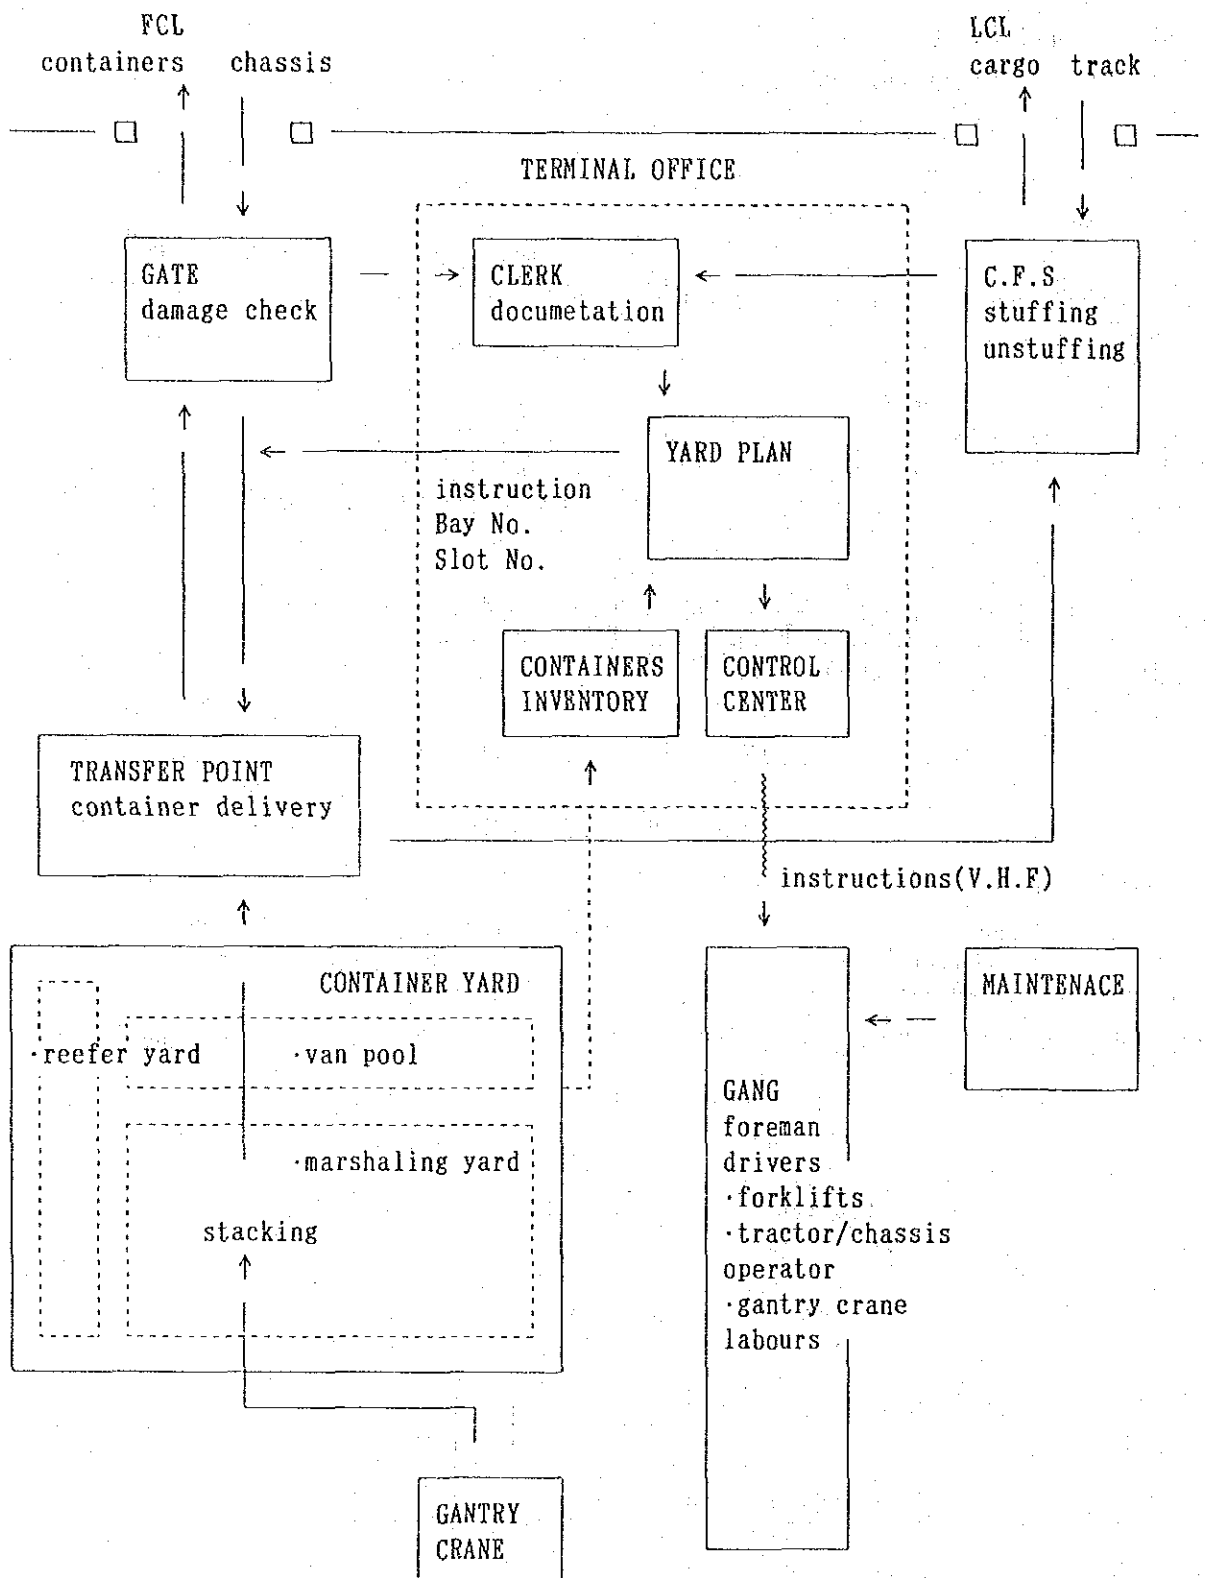 FCL
containers chassis
LCL
cargo track
TERMINAL OFFICE
GATE
damage check
CLERK
documetation
C.F.S
stuffing
unstuffing
YARD PLAN
instruction
Bay No.
Slot No.
CONTAINERS
INVENTORY
CONTROL
CENTER
TRANSFER POINT
container delivery
instructions(V.H.F)
CONTAINER YARD
·reefer yard
·van pool
·marshaling yard
stacking
MAINTENACE
GANG
foreman
drivers
·forklifts
·tractor/chassis
operator
·gantry crane
labours
GANTRY
CRANE